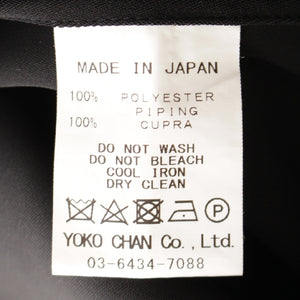 MADE IN JAPAN
100% POLYESTER
PIPING
100% CUPRA
DO NOT WASH
DO NOT BLEACH
COOL IRON
DRY CLEAN
P
YOKO CHAN Co., Ltd.
03-6434-7088